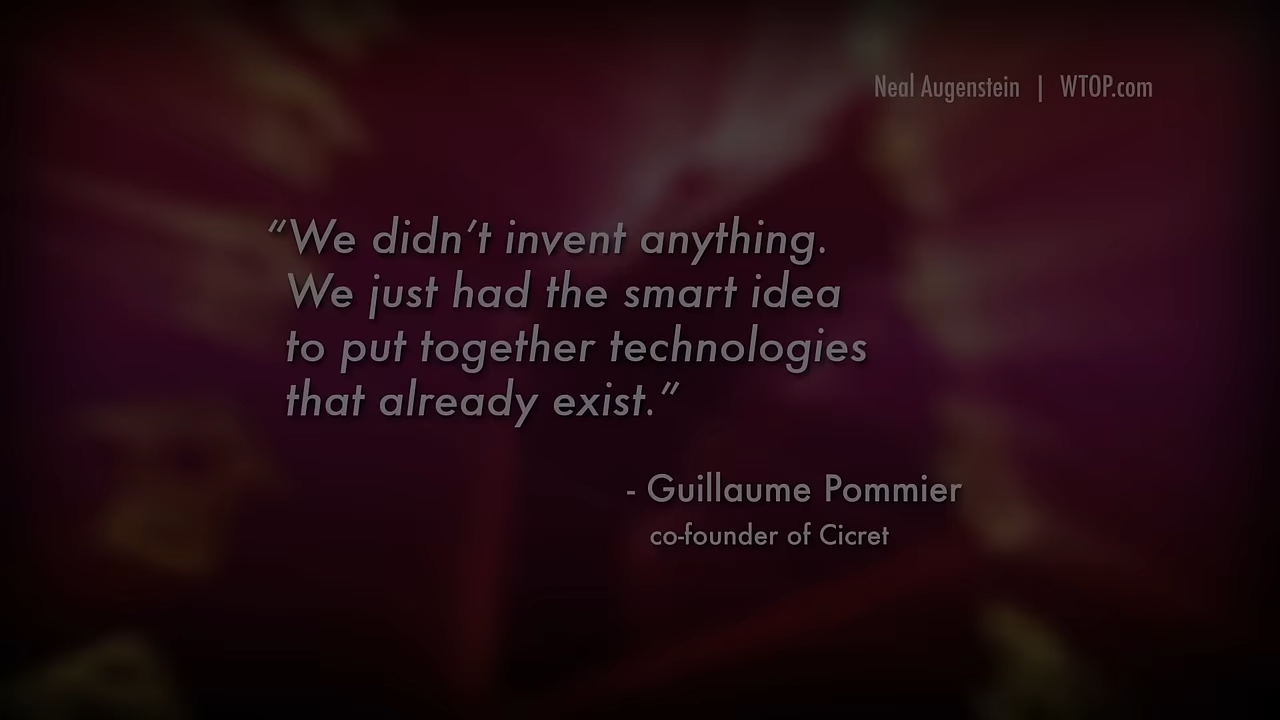 Neal Augenstein | WTOP.com
“We didn’t invent anything.
We just had the smart idea
to put together technologies
that already exist.”
- Guillaume Pommier
co-founder of Cicret